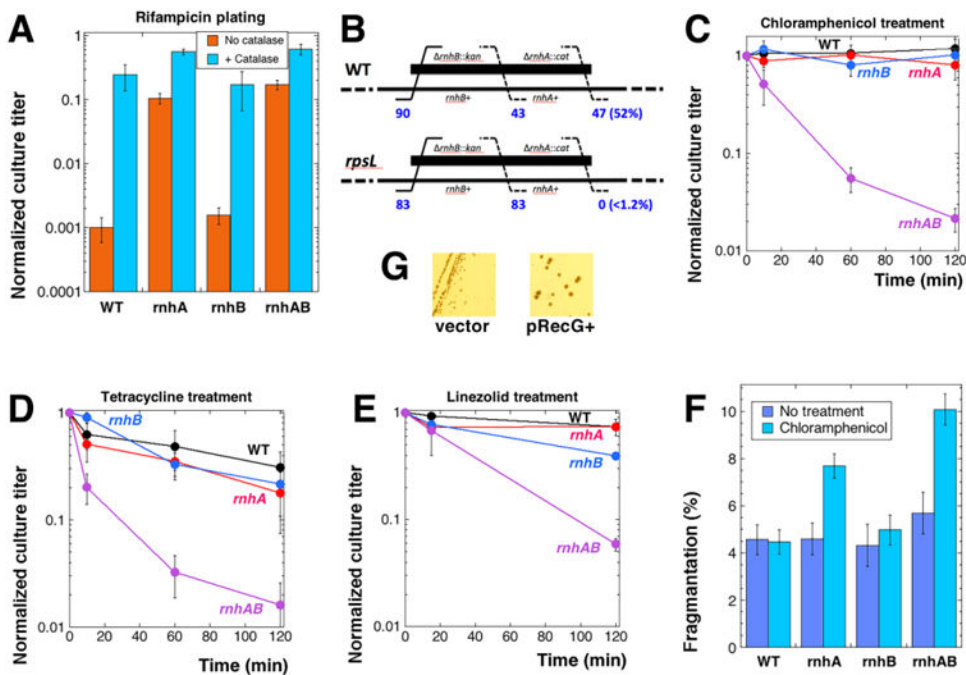 A
Rifampicin plating
No catalase
+ Catalase
Normalized culture titer
1
0.1
0.01
0.001
0.0001
WT
rnhA
rnhB
rnhAB
B
ΔrnhB::kan
ΔrnhA::cat
WT
rnhB+
rnhA+
90
43
47 (52%)
ΔrnhB::kan
ΔrnhA::cat
rpsL
rnhB+
rnhA+
83
83
0 (<1.2%)
G
vector
pRecG+
C
Chloramphenicol treatment
Normalized culture titer
1
0.1
0.01
WT
rnhB
rnhA
rnhAB
0
20
40
60
80
100
120
Time (min)
D
Tetracycline treatment
Normalized culture titer
1
0.1
0.01
rnhB
WT
rnhA
rnhAB
0
20
40
60
80
100
120
Time (min)
E
Linezolid treatment
Normalized culture titer
1
0.1
0.01
WT
rnhA
rnhB
rnhAB
0
20
40
60
80
100
120
Time (min)
F
No treatment
Chloramphenicol
Fragmantation (%)
10
8
6
4
2
0
WT
rnhA
rnhB
rnhAB